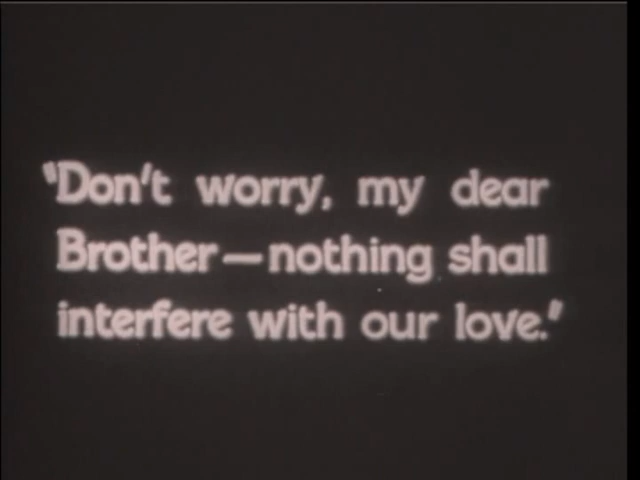 "Don't worry, my dear
Brother—nothing shall
interfere with our love."